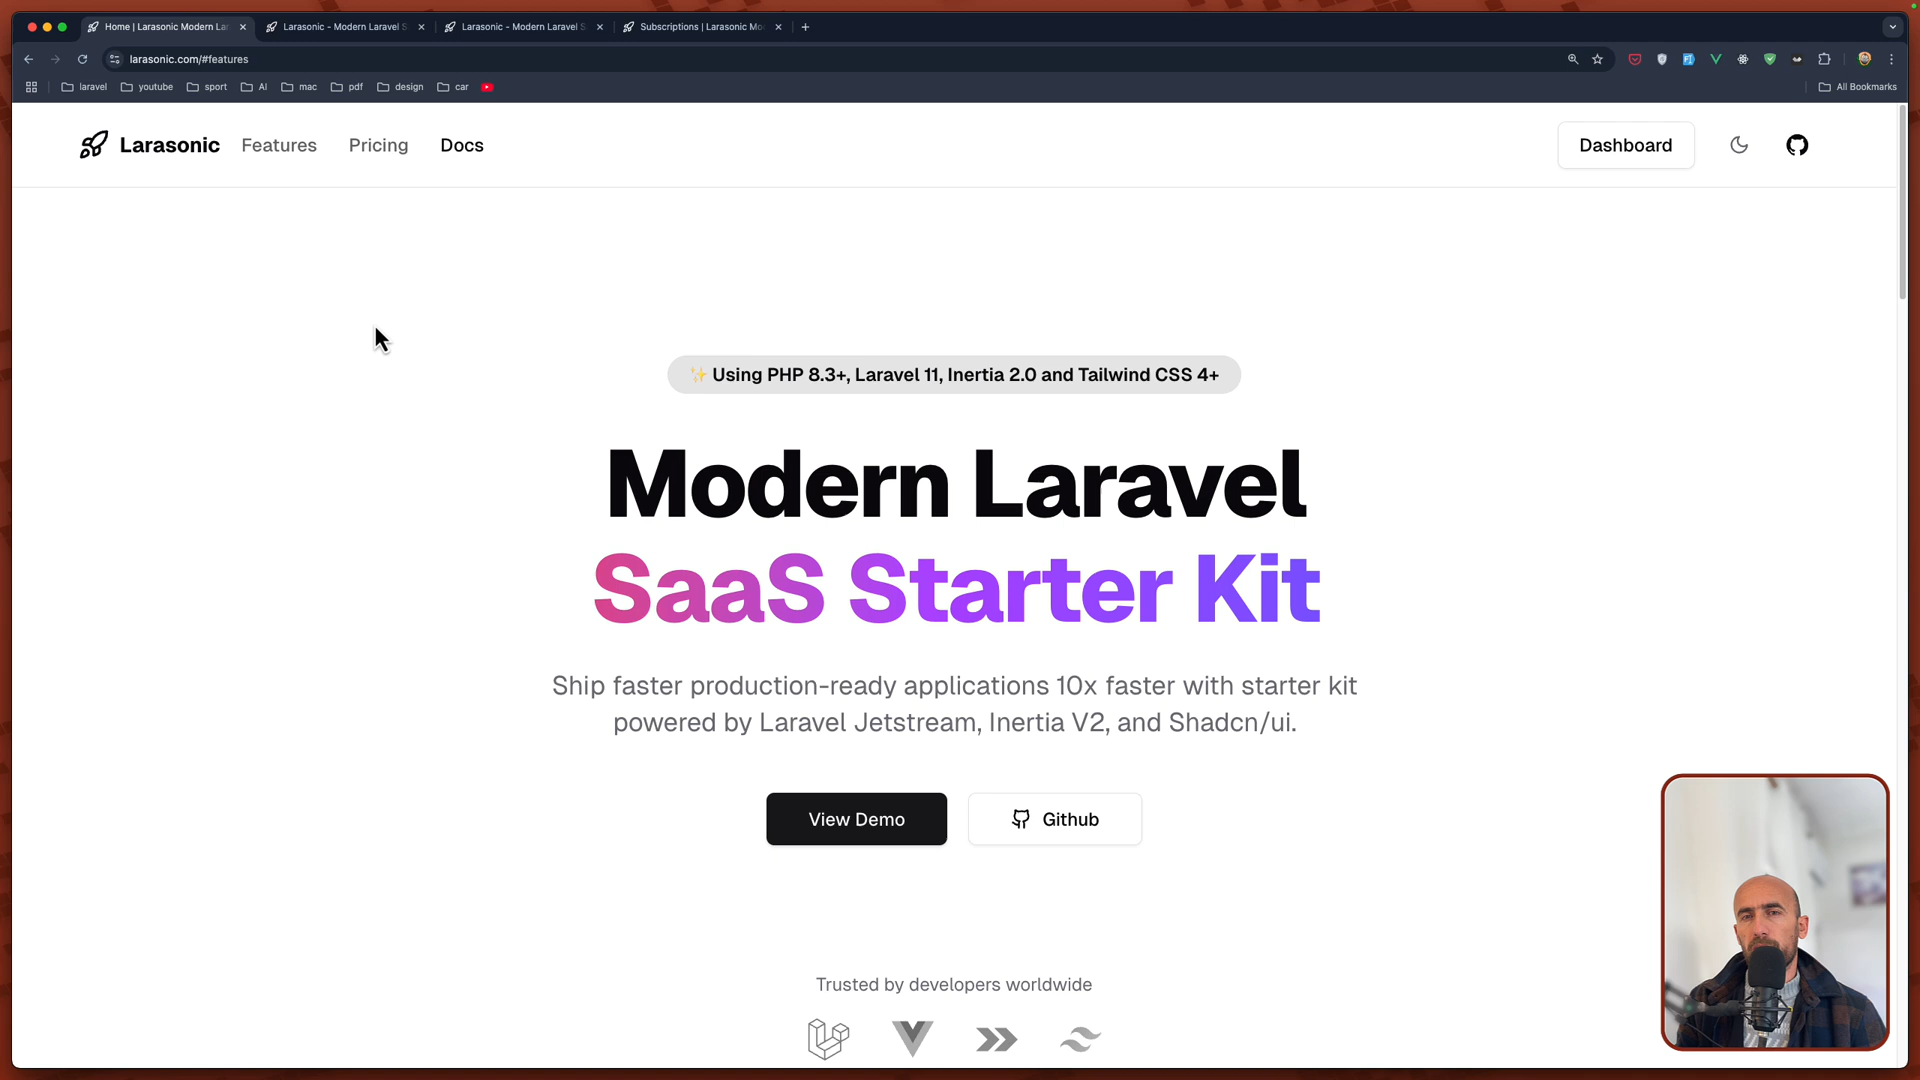 Home | Larasonic Modern La
Larasonic - Modern Laravel S
Larasonic - Modern Laravel S
Subscriptions | Larasonic Mo
larasonic.com/#features
laravel
youtube
sport
AI
mac
pdf
design
car
All Bookmarks
Larasonic
Features
Pricing
Docs
Dashboard
✨ Using PHP 8.3+, Laravel 11, Inertia 2.0 and Tailwind CSS 4+
Modern Laravel
SaaS Starter Kit
Ship faster production-ready applications 10x faster with starter kit
powered by Laravel Jetstream, Inertia V2, and Shadcn/ui.
View Demo
Github
Trusted by developers worldwide